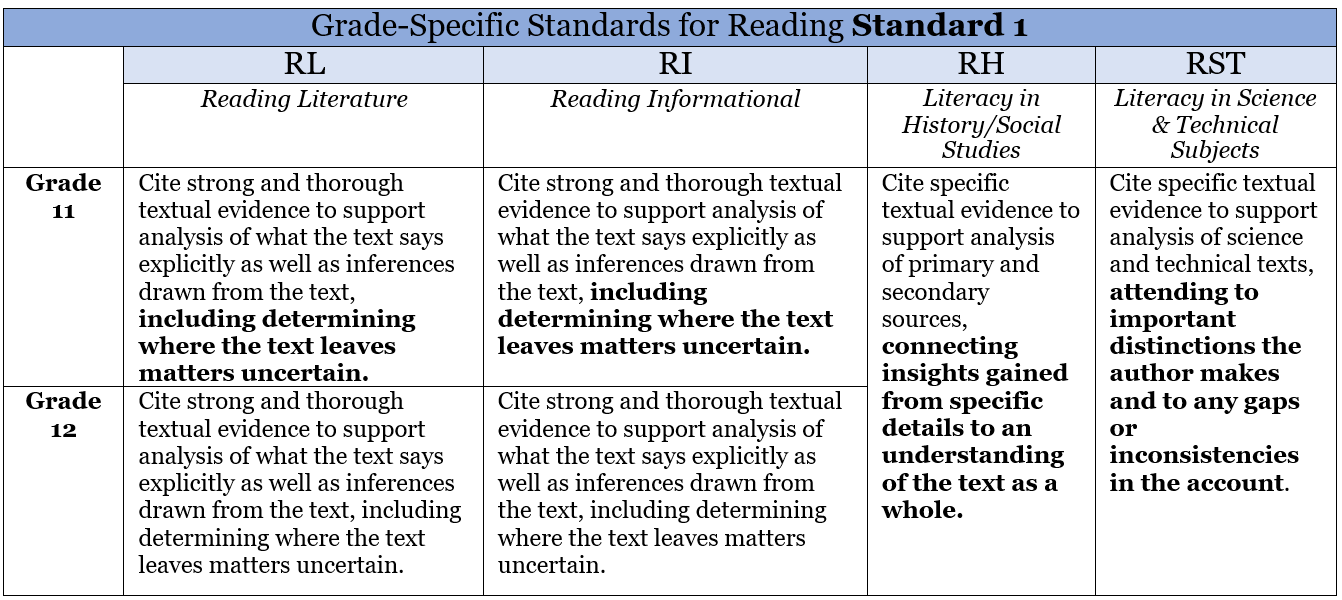 Grade-Specific Standards for Reading Standard 1
RL
RI
RH
RST
Reading Literature
Reading Informational
Literacy in
History/Social
Studies
Literacy in Science
& Technical
Subjects
Grade
11
Cite strong and thorough
textual evidence to support
analysis of what the text says
explicitly as well as inferences
drawn from the text,
including determining
where the text leaves
matters uncertain.
Cite strong and thorough textual
evidence to support analysis of
what the text says explicitly as
well as inferences drawn from
the text, including
determining where the text
leaves matters uncertain.
Cite specific
textual evidence to
support analysis
of primary and
secondary
sources,
connecting
insights gained
from specific
details to an
understanding
of the text as a
whole.
Cite specific textual
evidence to support
analysis of science
and technical texts,
attending to
important
distinctions the
author makes
and to any gaps
or
inconsistencies
in the account.
Grade
12
Cite strong and thorough
textual evidence to support
analysis of what the text says
explicitly as well as inferences
drawn from the text, including
determining where the text
leaves matters uncertain.
Cite strong and thorough textual
evidence to support analysis of
what the text says explicitly as
well as inferences drawn from
the text, including determining
where the text leaves matters
uncertain.